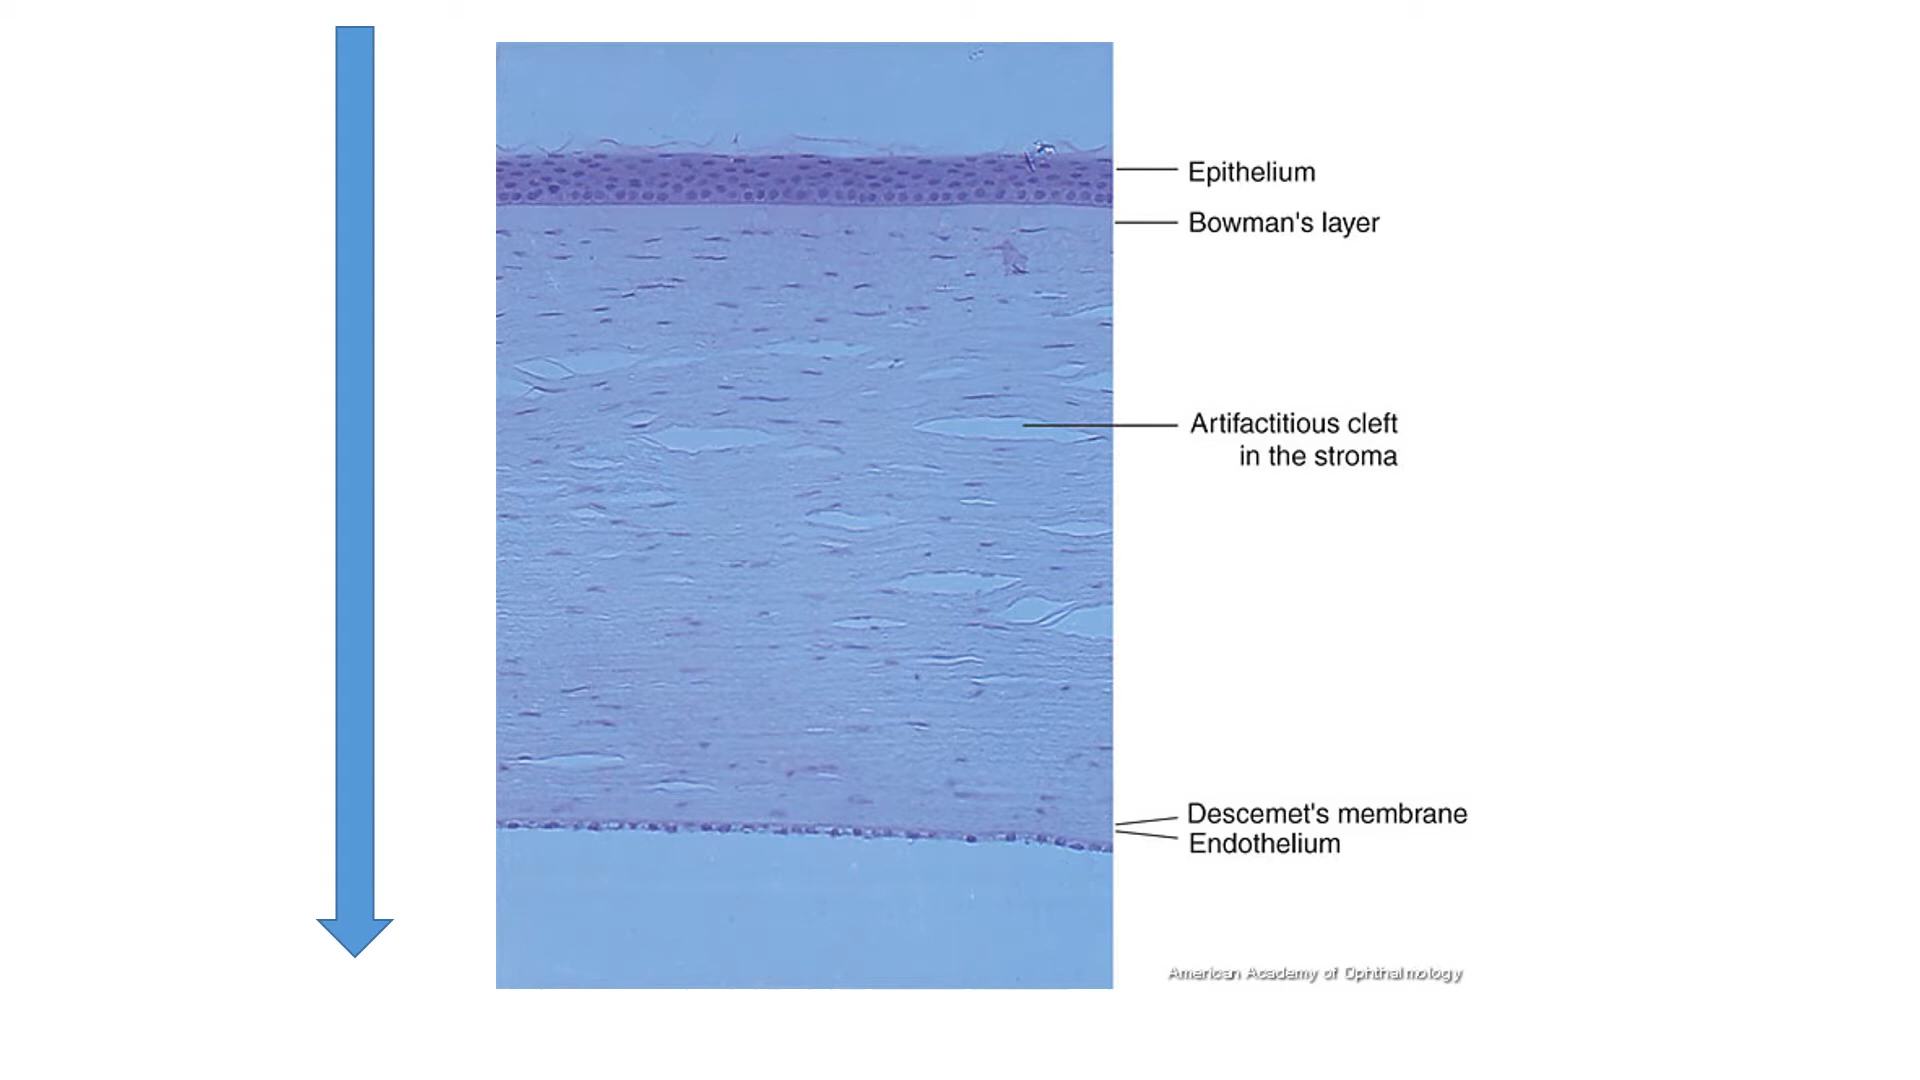 Epithelium
Bowman's layer
Artifactitious cleft
in the stroma
Descemet's membrane
Endothelium
American Academy of Ophthalmology